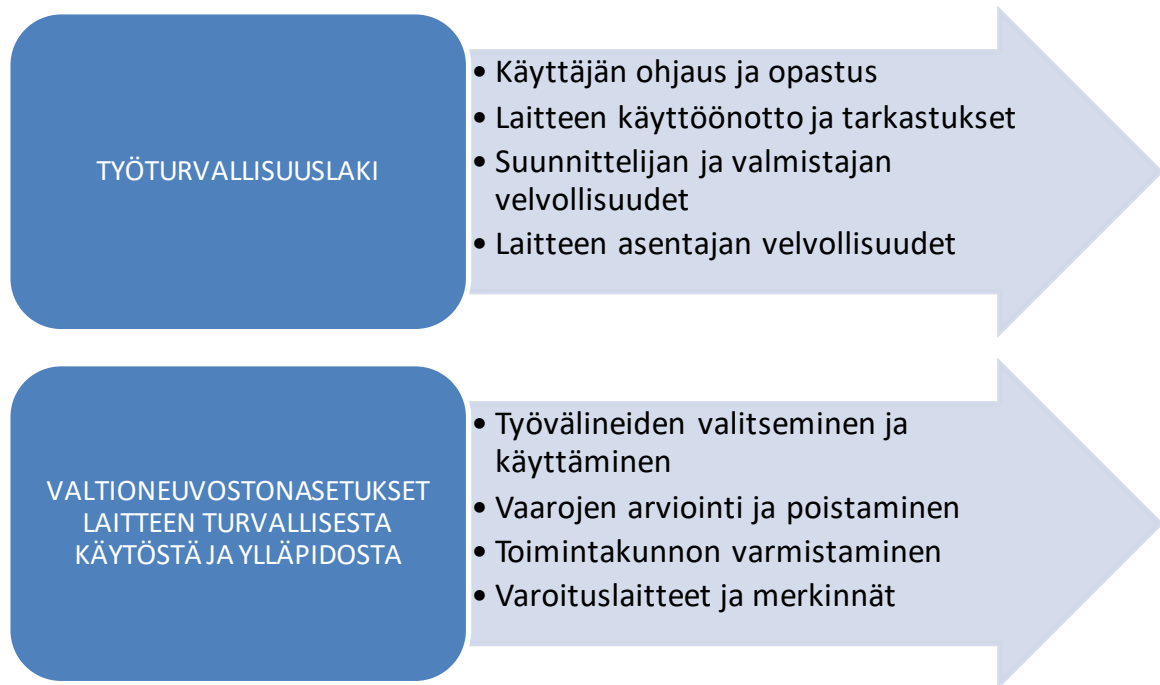 TYÖTURVALLISUUSLAKI
• Käyttäjän ohjaus ja opastus
• Laitteen käyttöönotto ja tarkastukset
• Suunnittelijan ja valmistajan
velvollisuudet
• Laitteen asentajan velvollisuudet
VALTIONEUVOSTONASETUKSET
LAITTEEN TURVALLISESTA
KÄYTÖSTÄ JA YLLÄPIDOSTA
• Työvälineiden valitseminen ja
käyttäminen
• Vaarojen arviointi ja poistaminen
• Toimintakunnon varmistaminen
• Varoituslaitteet ja merkinnät